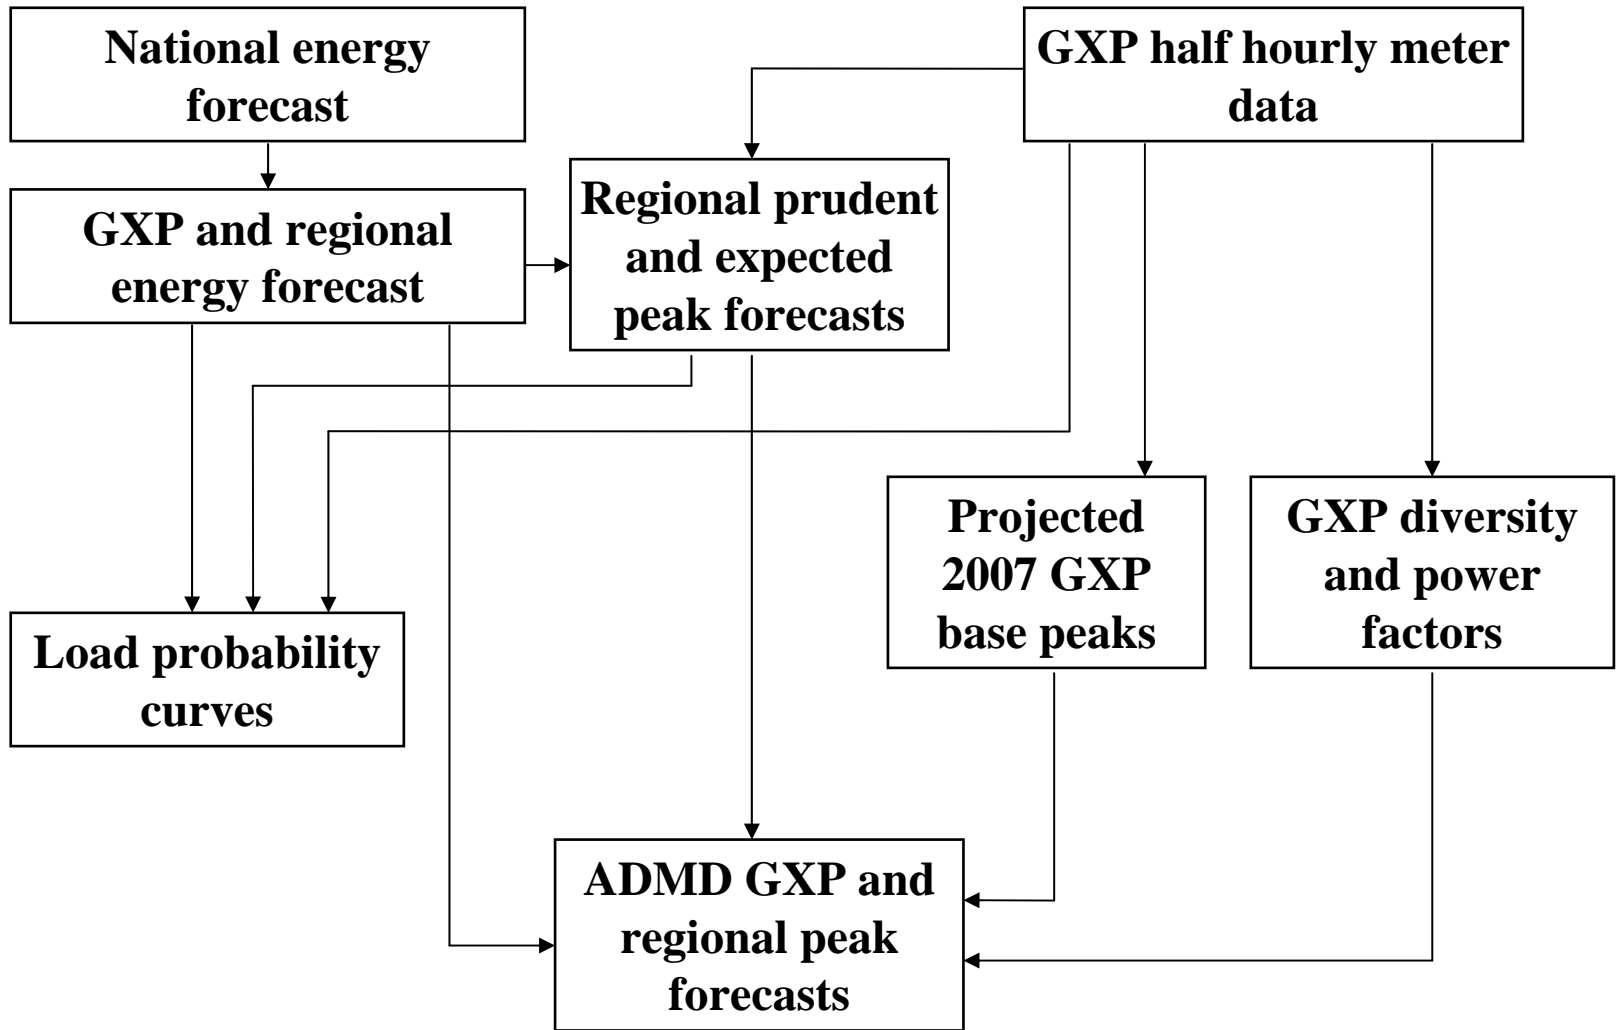 National energy
forecast
GXP half hourly meter
data
GXP and regional
energy forecast
Regional prudent
and expected
peak forecasts
Projected
2007 GXP
base peaks
GXP diversity
and power
factors
Load probability
curves
ADMD GXP and
regional peak
forecasts